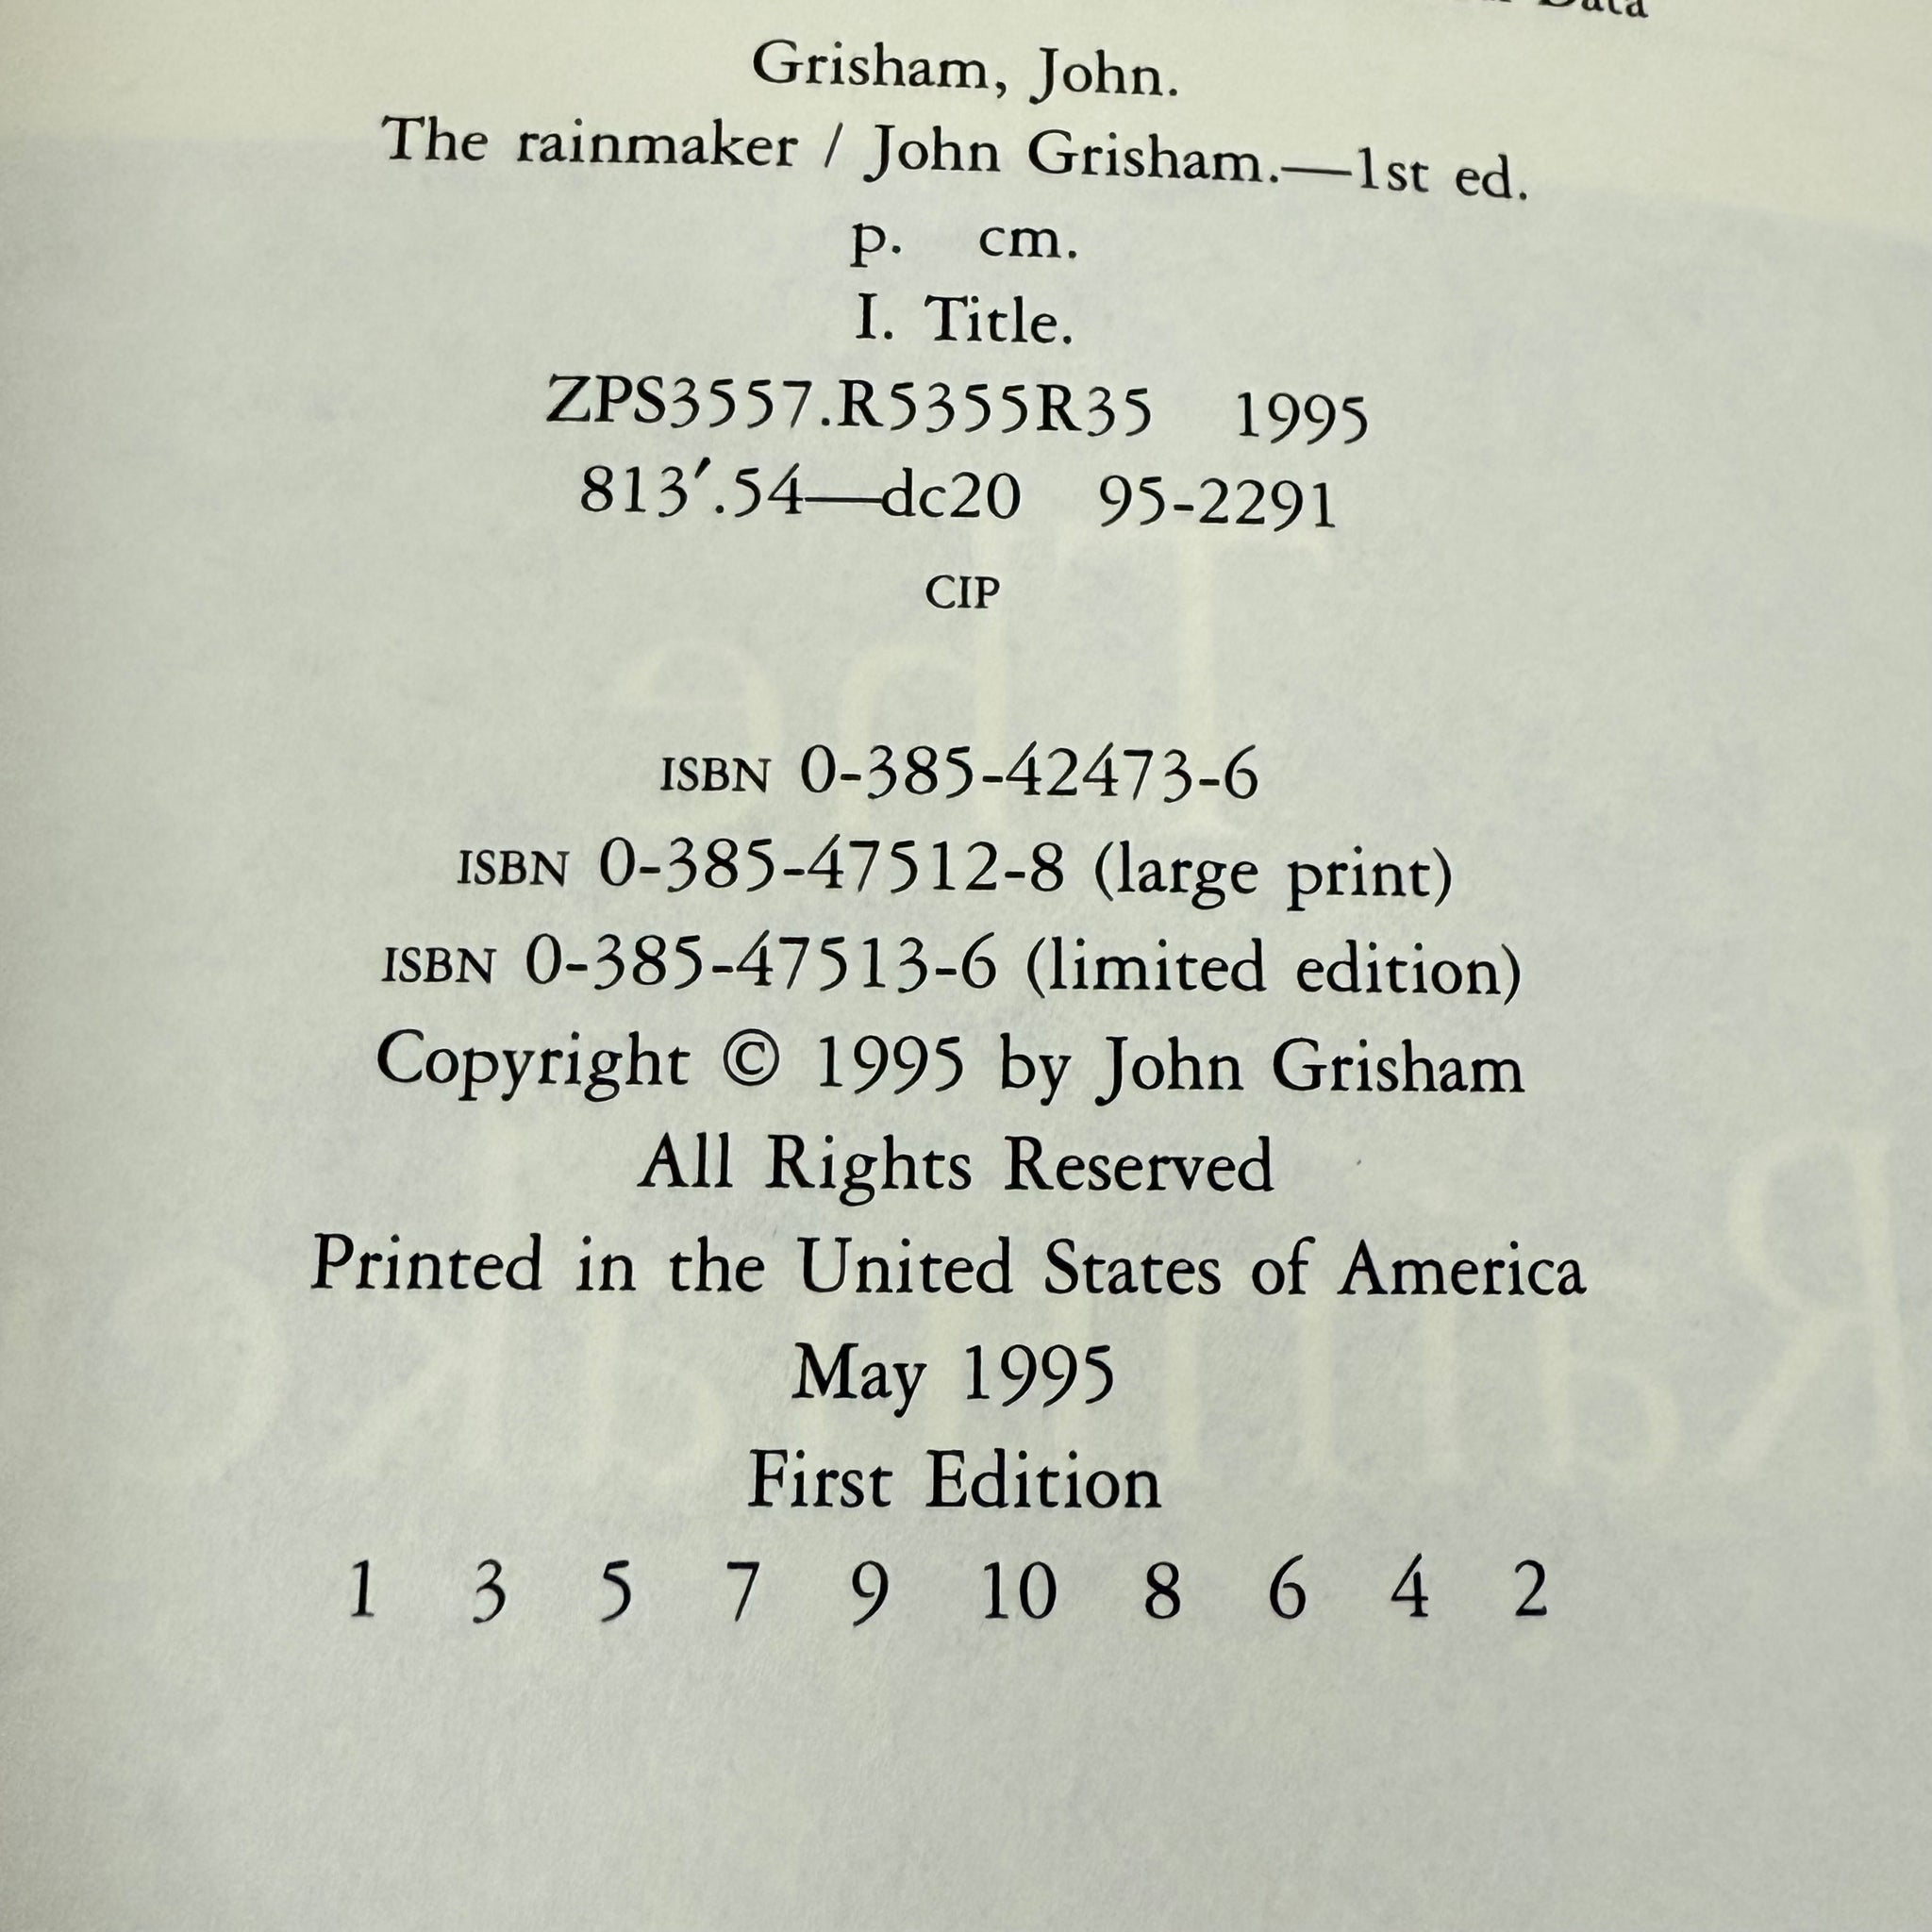 Data
Grisham, John.
The rainmaker / John Grisham.—1st ed.
p. cm.
I. Title.
ZPS3557.R5355R35 1995
813′.54—dc20 95-2291
CIP
ISBN 0-385-42473-6
ISBN 0-385-47512-8 (large print)
ISBN 0-385-47513-6 (limited edition)
Copyright © 1995 by John Grisham
All Rights Reserved
Printed in the United States of America
May 1995
First Edition
1 3 5 7 9 10 8 6 4 2